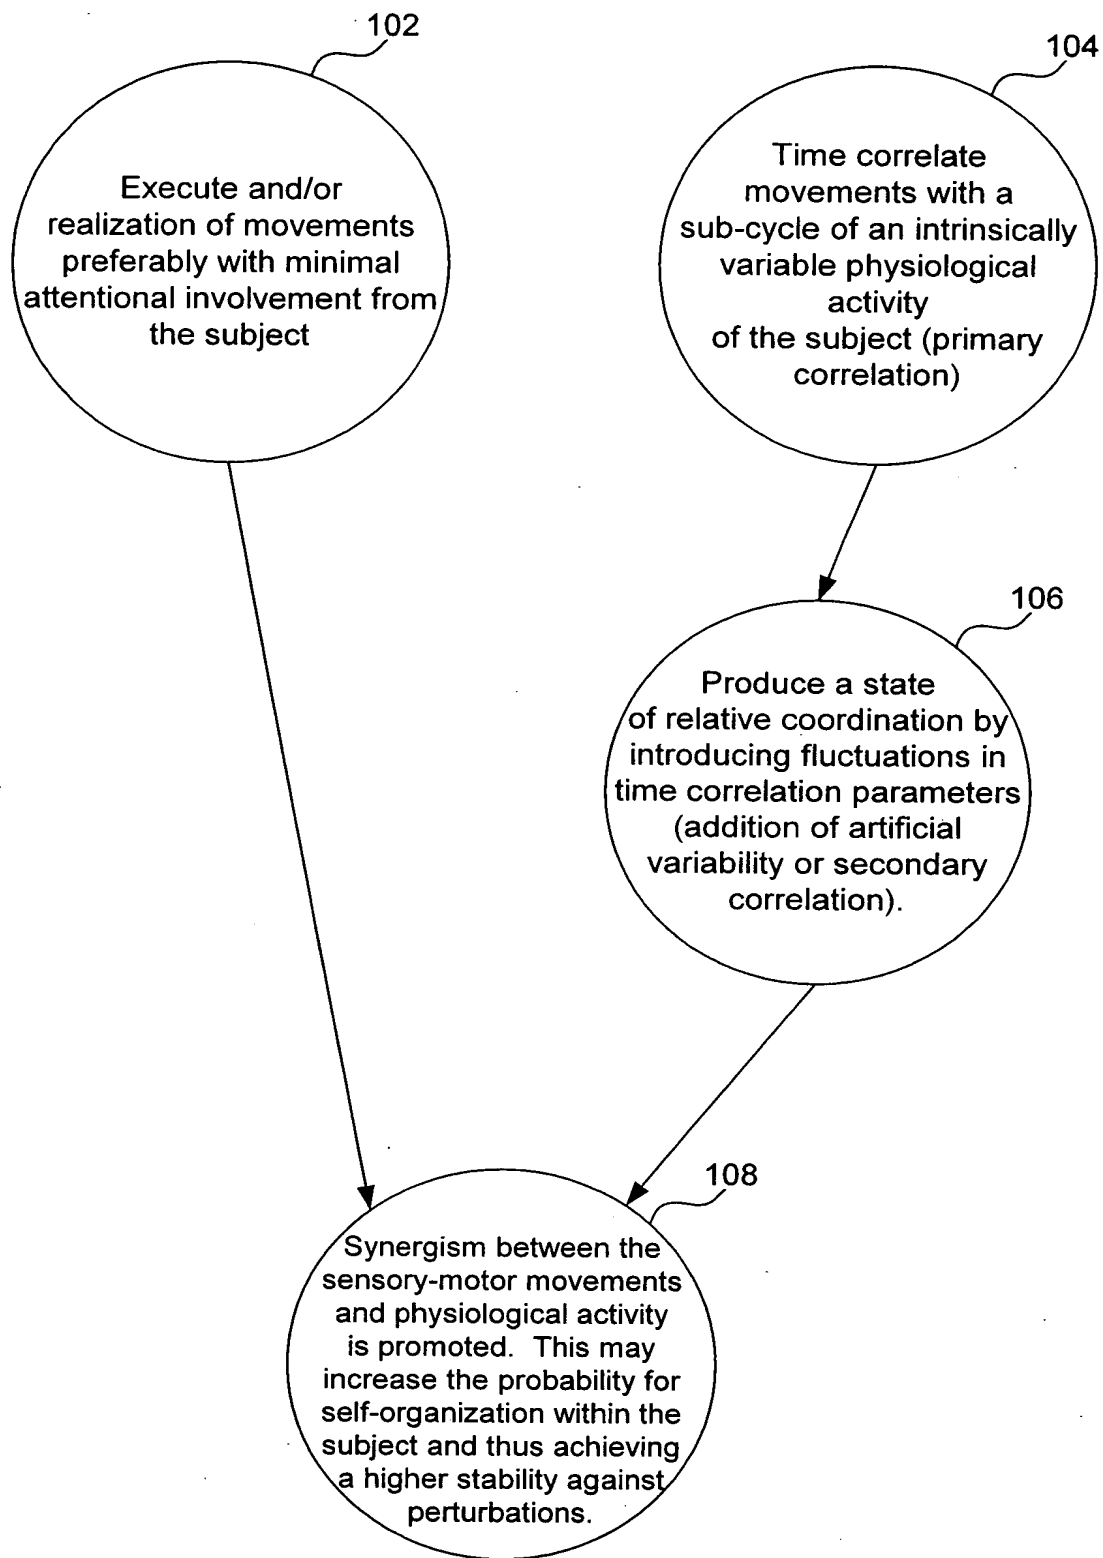 102
Execute and/or
realization of movements
preferably with minimal
attentional involvement from
the subject
104
Time correlate
movements with a
sub-cycle of an intrinsically
variable physiological
activity
of the subject (primary
correlation)
106
Produce a state
of relative coordination by
introducing fluctuations in
time correlation parameters
(addition of artificial
variability or secondary
correlation).
108
Synergism between the
sensory-motor movements
and physiological activity
is promoted. This may
increase the probability for
self-organization within the
subject and thus achieving
a higher stability against
perturbations.